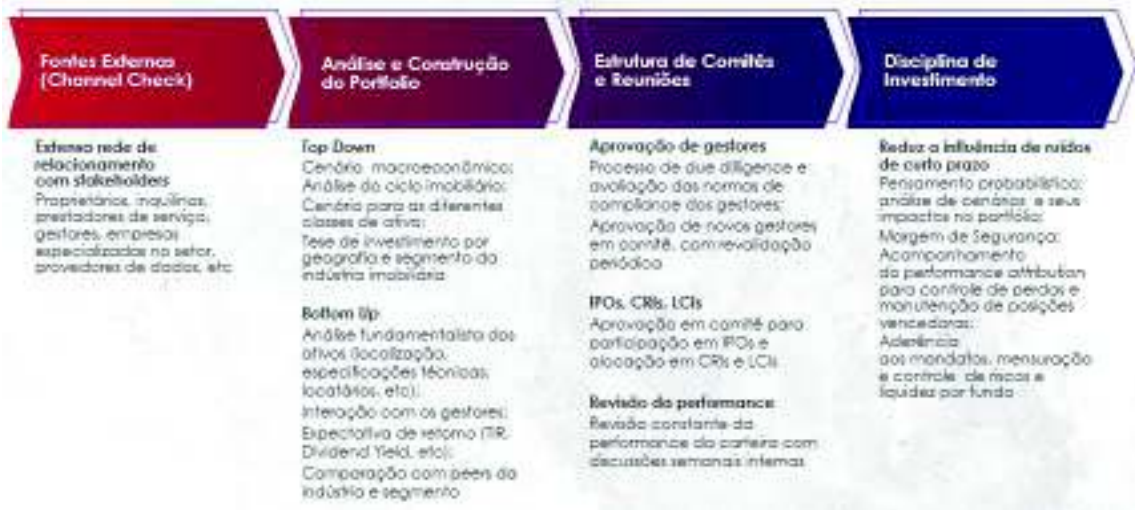 Fontes Externas
(Channel Check)
Extensa rede de
relacionamento
com stakeholders
Proprietários, inquilinos,
prestadores de serviço,
gestores, empresas
especializadas no setor,
provedores de dados, etc
Análise e Construção
do Portfolio
Top Down
Cenário macroeconômico;
Análise do ciclo imobiliário;
Cenário para as diferentes
classes de ativo;
Tese de investimento por
geografia e segmento da
indústria imobiliária
Bottom Up
Análise fundamentalista dos
ativos (localização,
especificações técnicas,
locatários, etc);
Interação com os gestores;
Expectativa de retorno (TIR,
Dividend Yield, etc);
Comparação com peers da
indústria e segmento
Estrutura de Comitês
e Reuniões
Aprovação de gestores
Processo de due dilligence e
avaliação das normas de
compliance dos gestores;
Aprovação de novos gestores
em comitê, com revalidação
periódica
IPOs, CRIs, LCIs
Aprovação em comitê para
participação em IPOs e
alocação em CRIs e LCIs
Revisão da performance
Revisão constante da
performance da carteira com
discussões semanais internas
Disciplina de
Investimento
Reduz a influência de ruídos
de curto prazo
Pensamento probabilístico:
análise de cenários e seus
impactos no portfólio;
Margem de Segurança;
Acompanhamento
da performance attribution
para controle de perdas e
manutenção de posições
vencedoras;
Aderência
aos mandatos, mensuração
e controle de riscos e
liquidez por fundo